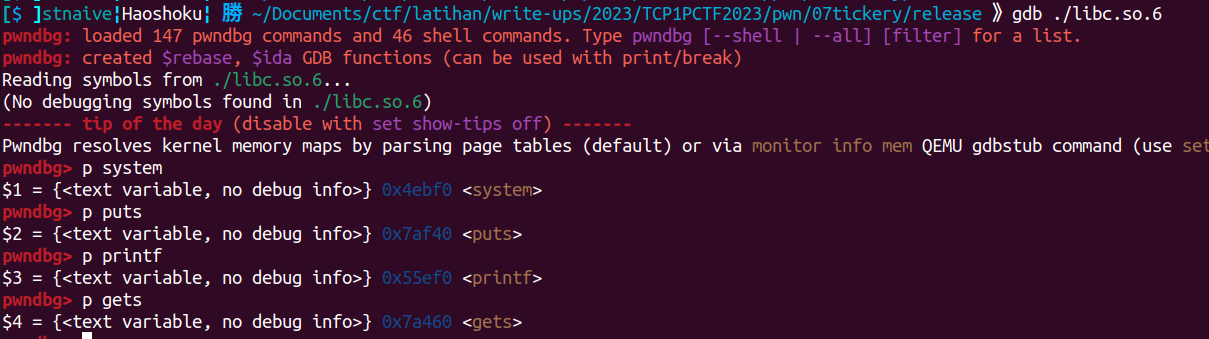 [$ ]stnaive¦Haoshoku¦ 勝 ~/Documents/ctf/latihan/write-ups/2023/TCP1PCTF2023/pwn/07tickery/release 》gdb ./libc.so.6
pwndbg: loaded 147 pwndbg commands and 46 shell commands. Type pwndbg [--shell | --all] [filter] for a list.
pwndbg: created $rebase, $ida GDB functions (can be used with print/break)
Reading symbols from ./libc.so.6...
(No debugging symbols found in ./libc.so.6)
------- tip of the day (disable with set show-tips off) -------
Pwndbg resolves kernel memory maps by parsing page tables (default) or via monitor info mem QEMU gdbstub command (use set
pwndbg> p system
$1 = {<text variable, no debug info>} 0x4ebf0 <system>
pwndbg> p puts
$2 = {<text variable, no debug info>} 0x7af40 <puts>
pwndbg> p printf
$3 = {<text variable, no debug info>} 0x55ef0 <printf>
pwndbg> p gets
$4 = {<text variable, no debug info>} 0x7a460 <gets>